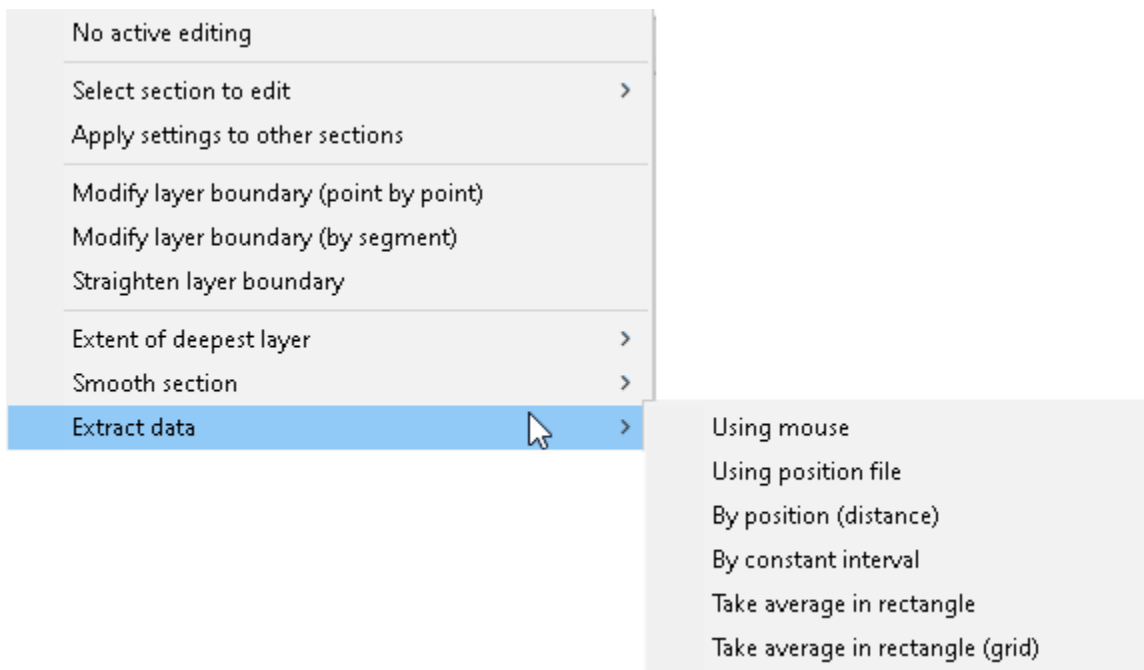 No active editing
Select section to edit
Apply settings to other sections
Modify layer boundary (point by point)
Modify layer boundary (by segment)
Straighten layer boundary
Extent of deepest layer
Smooth section
Extract data
Using mouse
Using position file
By position (distance)
By constant interval
Take average in rectangle
Take average in rectangle (grid)